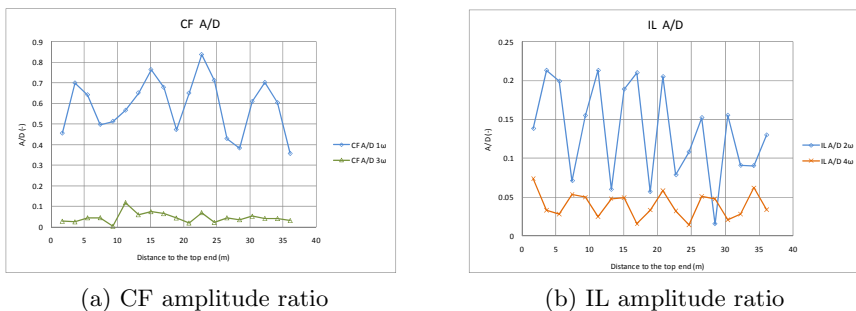 CF A/D
0.9
0.8
0.7
0.6
0.5
0.4
0.3
0.2
0.1
0
A/D (-)
0 5 10 15 20 25 30 35 40
Distance to the top end (m)
CF A/D 1ω
CF A/D 3ω
(a) CF amplitude ratio
IL A/D
0.25
0.2
0.15
0.1
0.05
0
A/D (-)
0 5 10 15 20 25 30 35 40
Distance to the top end (m)
IL A/D 2ω
IL A/D 4ω
(b) IL amplitude ratio